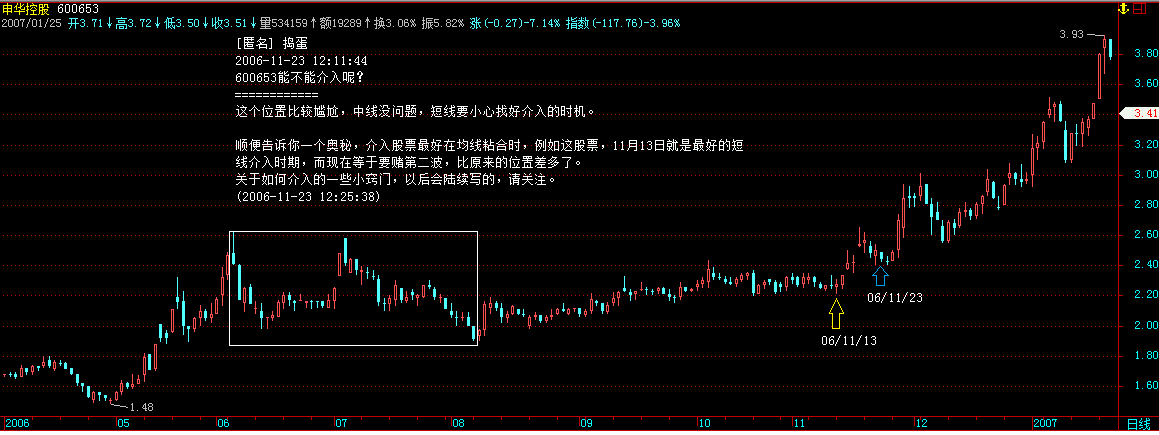 申华控股 600653
2007/01/25 开3.71↓高3.72↓低3.50↓收3.51↓量534159↑额19289↑换3.06% 振5.82% 涨(-0.27)-7.14% 指数(-117.76)-3.96%
[匿名] 捣蛋
2006-11-23 12:11:44
600653能不能介入呢？
============
这个位置比较尴尬，中线没问题，短线要小心找好介入的时机。
顺便告诉你一个奥秘，介入股票最好在均线粘合时，例如这股票，11月13日就是最好的短
线介入时期，而现在等于要赌第二波，比原来的位置差多了。
关于如何介入的一些小窍门，以后会陆续写的，请关注。
(2006-11-23 12:25:38)
3.93
3.80
3.60
3.41
3.20
3.00
2.80
2.60
2.40
2.20
2.00
1.80
1.60
06/11/23
06/11/13
1.48
2006 05 06 07 08 09 10 11 12 2007 日线